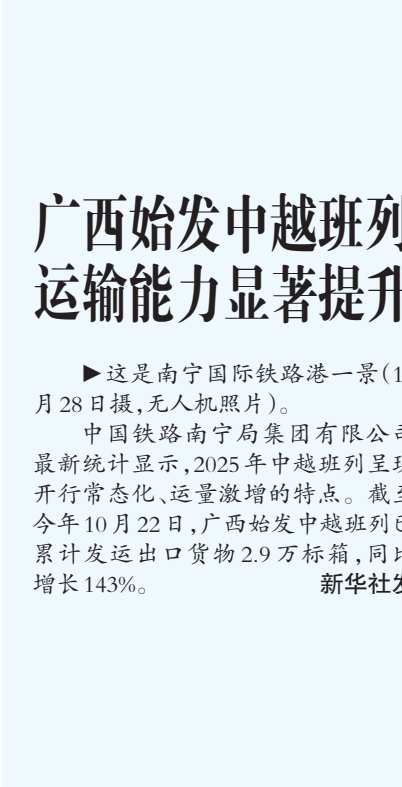 广西始发中越班列
运输能力显著提升
▶这是南宁国际铁路港一景(1
月28日摄,无人机照片)。
中国铁路南宁局集团有限公司
最新统计显示,2025年中越班列呈现
开行常态化、运量激增的特点。截至
今年10月22日,广西始发中越班列已
累计发运出口货物2.9万标箱,同比
增长143%。 新华社发